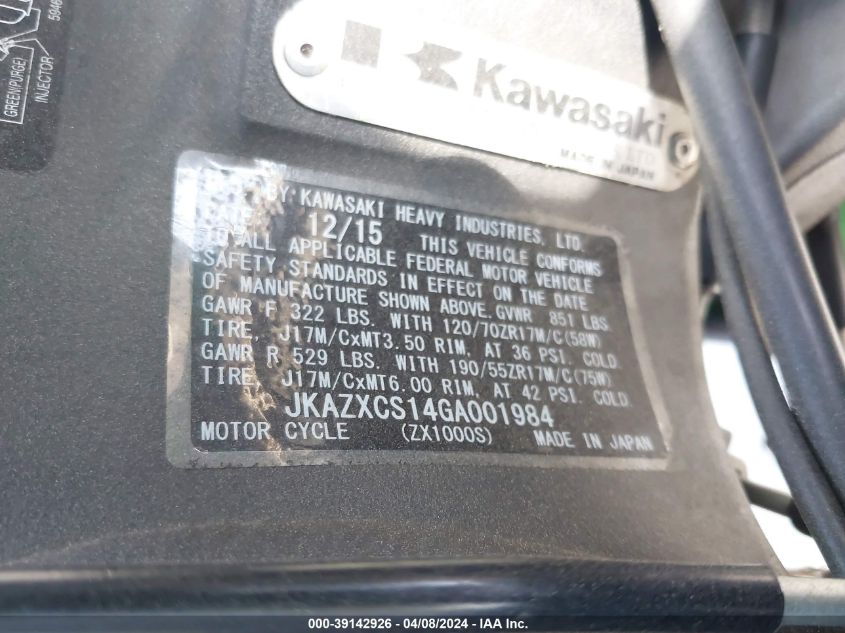 5946
GREEN(PURGE)
INJECTOR
Kawasaki
LTD.
MADE IN JAPAN
BY KAWASAKI HEAVY INDUSTRIES, LTD.
12/15 THIS VEHICLE CONFORMS
TO ALL APPLICABLE FEDERAL MOTOR VEHICLE
SAFETY STANDARDS IN EFFECT ON THE DATE
OF MANUFACTURE SHOWN ABOVE. GVWR 851 LBS
GAWR F 322 LBS. WITH 120/70ZR17M/C(58W)
TIRE, J17M/CxMT3.50 RIM, AT 36 PSI. COLD.
GAWR R 529 LBS. WITH 190/55ZR17M/C(75W)
TIRE, J17M/CxMT6.00 RIM, AT 42 PSI. COLD.
JKAZXCS14GA001984
MOTOR CYCLE (ZX1000S) MADE IN JAPAN
000-39142926 - 04/08/2024 - IAA Inc.